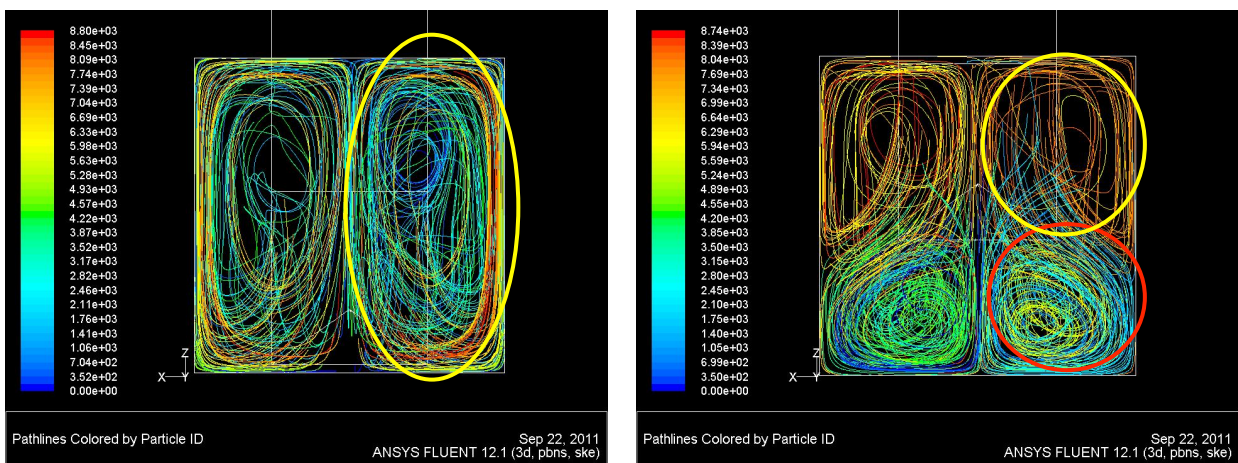 8.80e+03
8.45e+03
8.09e+03
7.74e+03
7.39e+03
7.04e+03
6.69e+03
6.33e+03
5.98e+03
5.63e+03
5.28e+03
4.93e+03
4.57e+03
4.22e+03
3.87e+03
3.52e+03
3.17e+03
2.82e+03
2.46e+03
2.11e+03
1.76e+03
1.41e+03
1.06e+03
7.04e+02
3.52e+02
0.00e+00
Z
X Y
Pathlines Colored by Particle ID
Sep 22, 2011
ANSYS FLUENT 12.1 (3d, pbns, ske)
8.74e+03
8.39e+03
8.04e+03
7.69e+03
7.34e+03
6.99e+03
6.64e+03
6.29e+03
5.94e+03
5.59e+03
5.24e+03
4.89e+03
4.55e+03
4.20e+03
3.85e+03
3.50e+03
3.15e+03
2.80e+03
2.45e+03
2.10e+03
1.75e+03
1.40e+03
1.05e+03
6.99e+02
3.50e+02
0.00e+00
Z
X Y
Pathlines Colored by Particle ID
Sep 22, 2011
ANSYS FLUENT 12.1 (3d, pbns, ske)